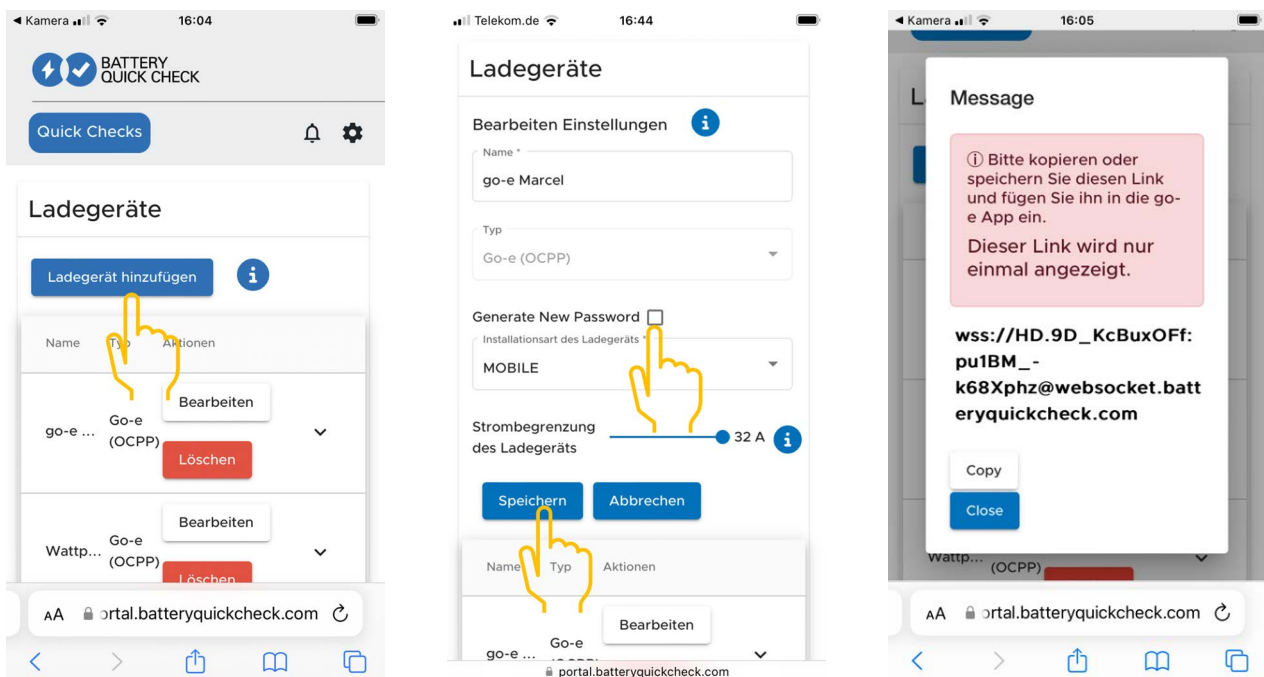 Kamera
16:04
BATTERY
QUICK CHECK
Quick Checks
Ladegeräte
Ladegerät hinzufügen
Name Typ Aktionen
Bearbeiten
go-e ...
Go-e
(OCPP)
Löschen
Bearbeiten
Wattp...
Go-e
(OCPP)
Löschen
AA ortal.batteryquickcheck.com
Telekom.de
16:44
Ladegeräte
Bearbeiten Einstellungen
Name *
go-e Marcel
Typ
Go-e (OCPP)
Generate New Password
Installationsart des Ladegeräts *
MOBILE
Strombegrenzung
des Ladegeräts
32 A
Speichern Abbrechen
Name Typ Aktionen
Bearbeiten
go-e ...
Go-e
portal.batteryquickcheck.com
Kamera
16:05
Message
Bitte kopieren oder
speichern Sie diesen Link
und fügen Sie ihn in die go-
e App ein.
Dieser Link wird nur
einmal angezeigt.
wss://HD.9D_KcBuxOFf:
pu1BM_-
k68Xphz@websocket.batt
eryquickcheck.com
Copy
Close
Wattp...
(OCPP)
AA ortal.batteryquickcheck.com